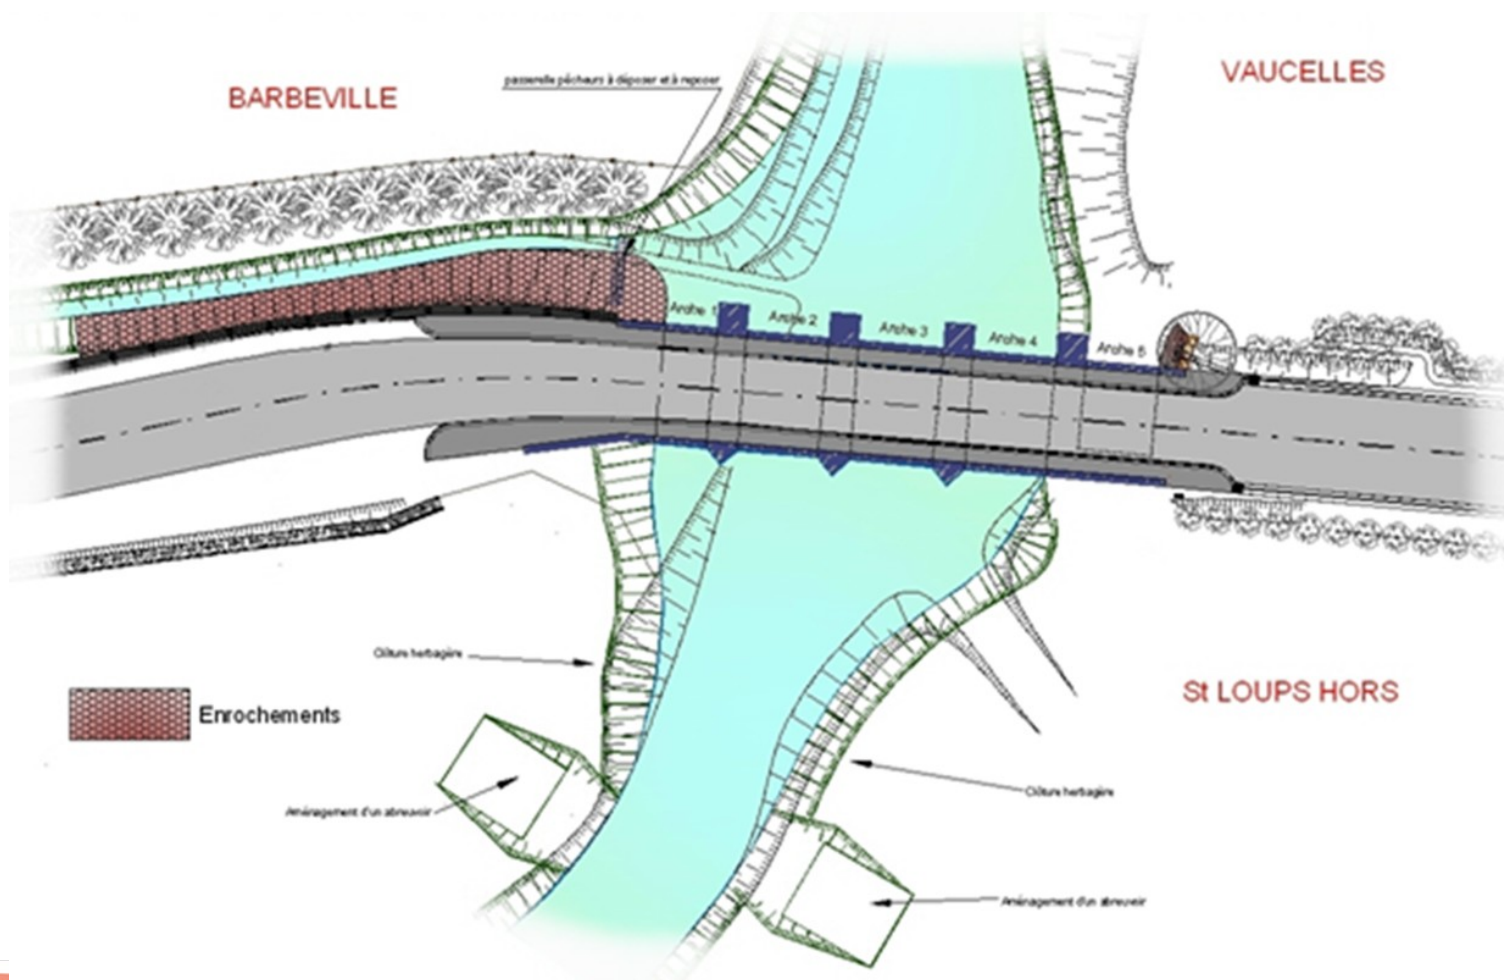 passerelle pêcheurs à déposer et à reposer
VAUCELLES
BARBEVILLE
Arche 1
Arche 2
Arche 3
Arche 4
Arche 5
Clôture herbagère
St LOUPS HORS
Enrochements
Clôture herbagère
Aménagement d'un abreuvoir
Aménagement d'un abreuvoir